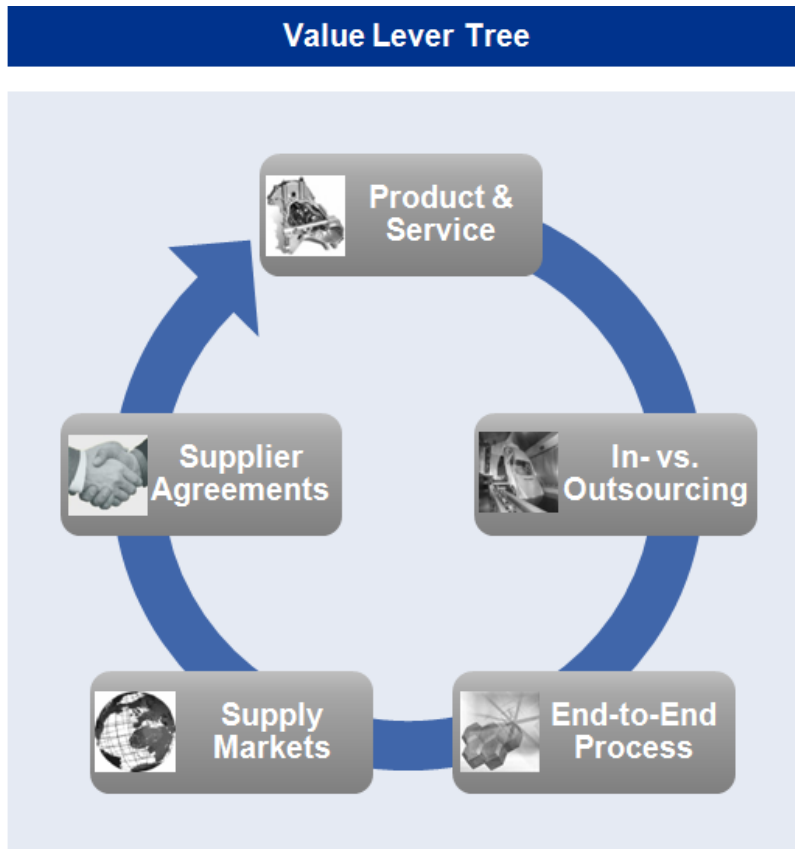 Value Lever Tree
Product &
Service
In- vs.
Outsourcing
End-to-End
Process
Supply
Markets
Supplier
Agreements